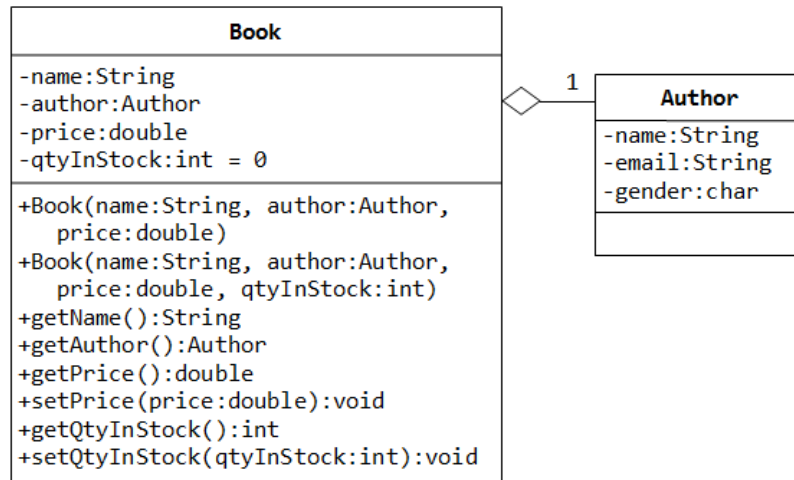 Book
-name:String
-author:Author
-price:double
-qtyInStock:int = 0
+Book(name:String, author:Author,
price:double)
+Book(name:String, author:Author,
price:double, qtyInStock:int)
+getName():String
+getAuthor():Author
+getPrice():double
+setPrice(price:double):void
+getQtyInStock():int
+setQtyInStock(qtyInStock:int):void
1
Author
-name:String
-email:String
-gender:char